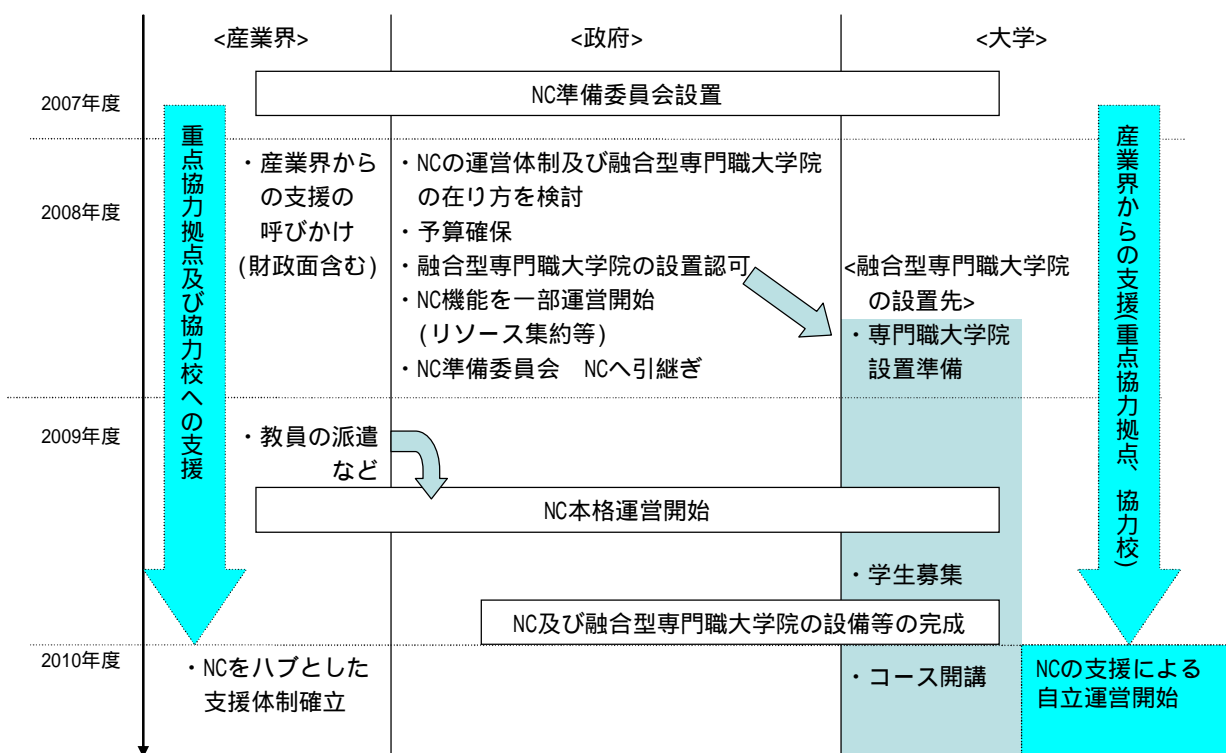 <産業界>
<政府>
<大学>
2007年度
NC準備委員会設置
重点協力拠点及び協力校への支援
産業界からの支援(重点協力拠点、協力校)
2008年度
・産業界から
の支援の
呼びかけ
(財政面含む)
・NCの運営体制及び融合型専門職大学院
の在り方を検討
・予算確保
・融合型専門職大学院の設置認可
・NC機能を一部運営開始
(リソース集約等)
・NC準備委員会　NCへ引継ぎ
<融合型専門職大学院
の設置先>
・専門職大学院
設置準備
2009年度
・教員の派遣
など
NC本格運営開始
・学生募集
NC及び融合型専門職大学院の設備等の完成
2010年度
・NCをハブとした
支援体制確立
・コース開講
NCの支援による
自立運営開始